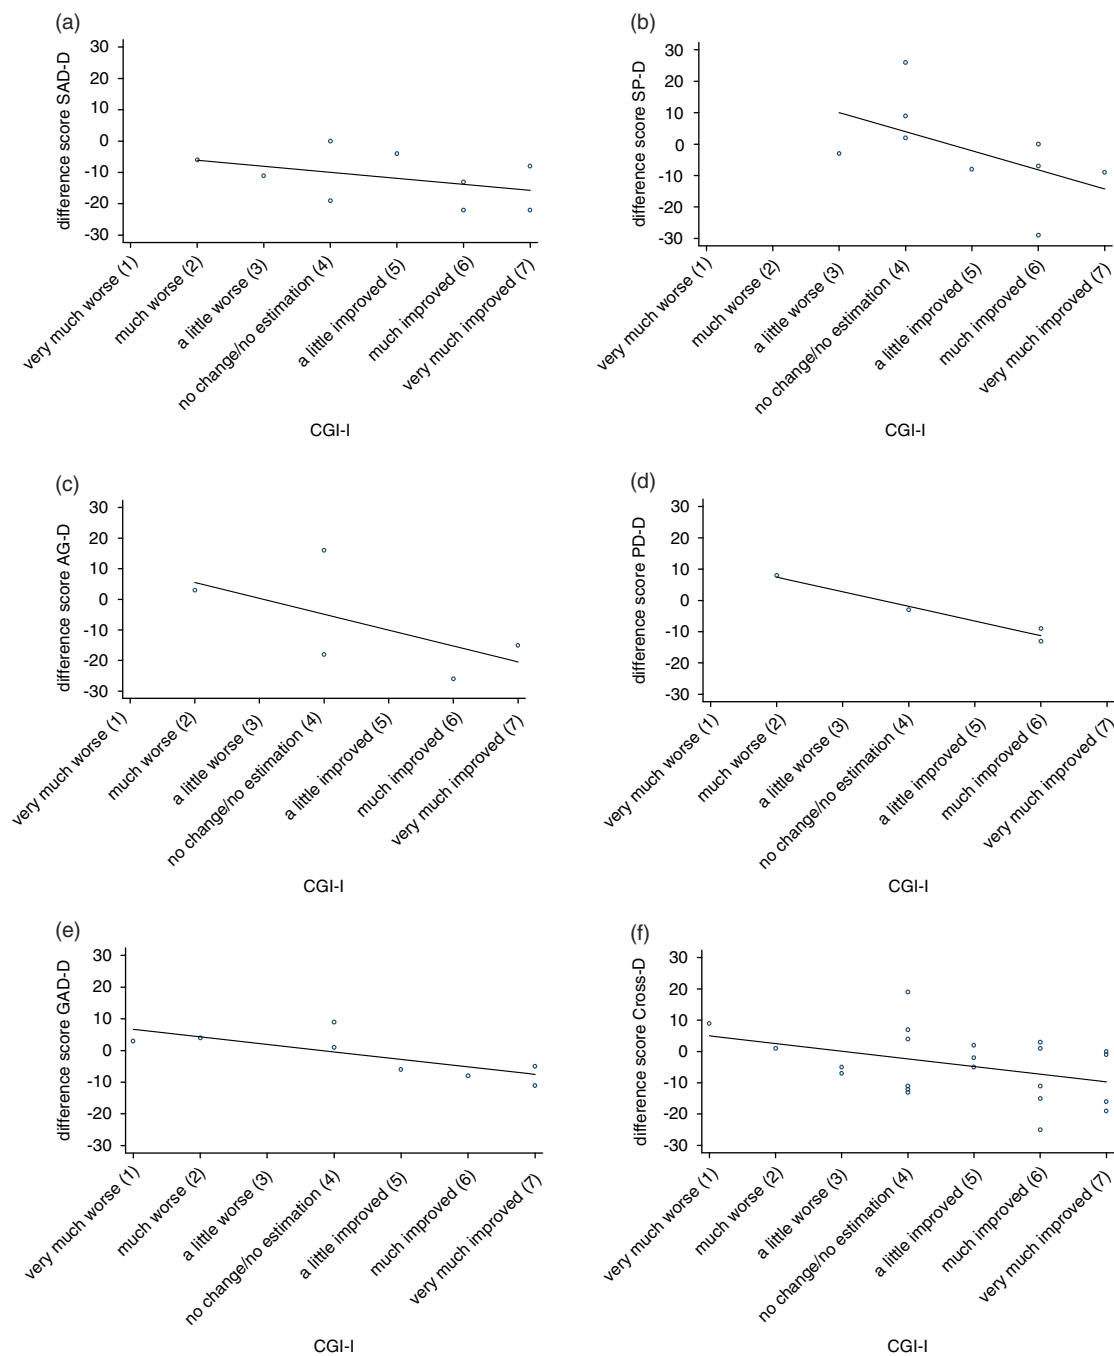 (a)
difference score SAD-D
30
20
10
0
-10
-20
-30
very much worse (1)
much worse (2)
a little worse (3)
no change/no estimation (4)
a little improved (5)
much improved (6)
very much improved (7)
CGI-I
(b)
difference score SP-D
30
20
10
0
-10
-20
-30
very much worse (1)
much worse (2)
a little worse (3)
no change/no estimation (4)
a little improved (5)
much improved (6)
very much improved (7)
CGI-I
(c)
difference score AG-D
30
20
10
0
-10
-20
-30
very much worse (1)
much worse (2)
a little worse (3)
no change/no estimation (4)
a little improved (5)
much improved (6)
very much improved (7)
CGI-I
(d)
difference score PD-D
30
20
10
0
-10
-20
-30
very much worse (1)
much worse (2)
a little worse (3)
no change/no estimation (4)
a little improved (5)
much improved (6)
very much improved (7)
CGI-I
(e)
difference score GAD-D
30
20
10
0
-10
-20
-30
very much worse (1)
much worse (2)
a little worse (3)
no change/no estimation (4)
a little improved (5)
much improved (6)
very much improved (7)
CGI-I
(f)
difference score Cross-D
30
20
10
0
-10
-20
-30
very much worse (1)
much worse (2)
a little worse (3)
no change/no estimation (4)
a little improved (5)
much improved (6)
very much improved (7)
CGI-I